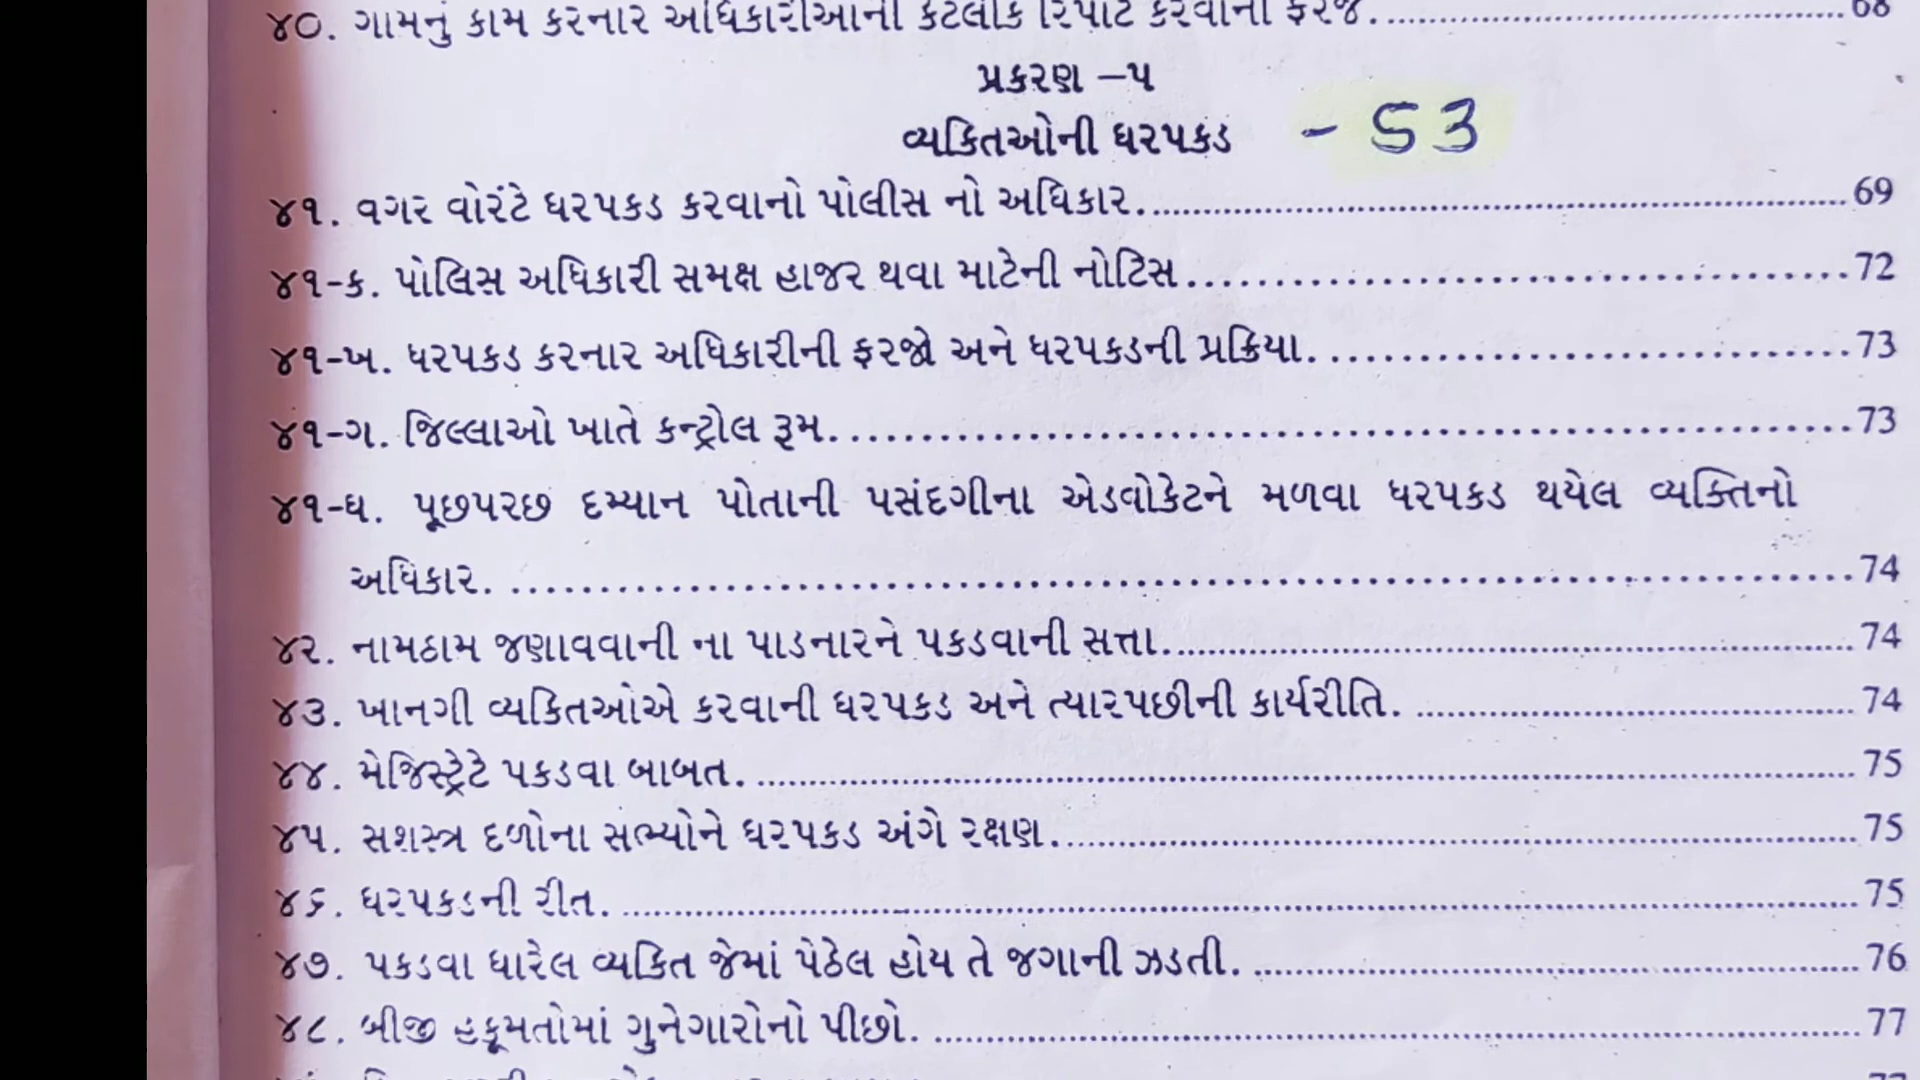 ૪૦. ગામનું કામ કરનાર અધિકારીઓની કેટલીક રિપોર્ટ કરવાની ફરજ. 68
પ્રકરણ –૫
વ્યકિતઓની ધરપકડ - 53
૪૧. વગર વોરંટે ધરપકડ કરવાનો પોલીસ નો અધિકાર. 69
૪૧-ક. પોલિસ અધિકારી સમક્ષ હાજર થવા માટેની નોટિસ 72
૪૧-ખ. ધરપકડ કરનાર અધિકારીની ફરજો અને ધરપકડની પ્રક્રિયા. 73
૪૧-ગ. જિલ્લાઓ ખાતે કન્ટ્રોલ રૂમ. 73
૪૧-ઘ. પૂછપરછ દમ્યાન પોતાની પસંદગીના એડવોકેટને મળવા ધરપકડ થયેલ વ્યક્તિનો
અધિકાર. 74
૪૨. નામઠામ જણાવવાની ના પાડનારને પકડવાની સત્તા. 74
૪૩. ખાનગી વ્યકિતઓએ કરવાની ધરપકડ અને ત્યારપછીની કાર્યરીતિ. 74
૪૪. મેજિસ્ટ્રેટે પકડવા બાબત. 75
૪૫. સશસ્ત્ર દળોના સભ્યોને ધરપકડ અંગે રક્ષણ. 75
૪૬. ધરપકડની રીત. 75
૪૭. પકડવા ધારેલ વ્યકિત જેમાં પેઠેલ હોય તે જગાની ઝડતી. 76
૪૮. બીજી હકૂમતોમાં ગુનેગારોનો પીછો. 77